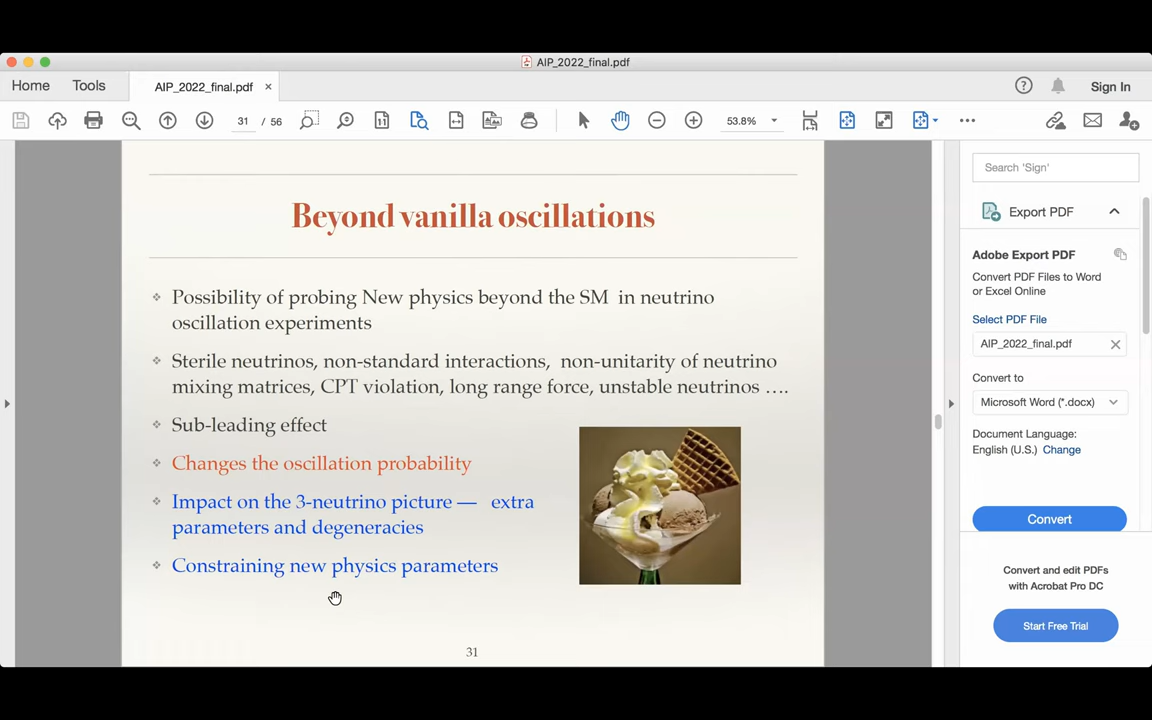 AIP_2022_final.pdf
Home Tools AIP_2022_final.pdf × Sign In
31 / 56 53.8%
Beyond vanilla oscillations
Possibility of probing New physics beyond the SM in neutrino
oscillation experiments
Sterile neutrinos, non-standard interactions, non-unitarity of neutrino
mixing matrices, CPT violation, long range force, unstable neutrinos ....
Sub-leading effect
Changes the oscillation probability
Impact on the 3-neutrino picture — extra
parameters and degeneracies
Constraining new physics parameters
31
Search 'Sign'
Export PDF
Adobe Export PDF
Convert PDF Files to Word
or Excel Online
Select PDF File
AIP_2022_final.pdf
Convert to
Microsoft Word (*.docx)
Document Language:
English (U.S.) Change
Convert
Convert and edit PDFs
with Acrobat Pro DC
Start Free Trial